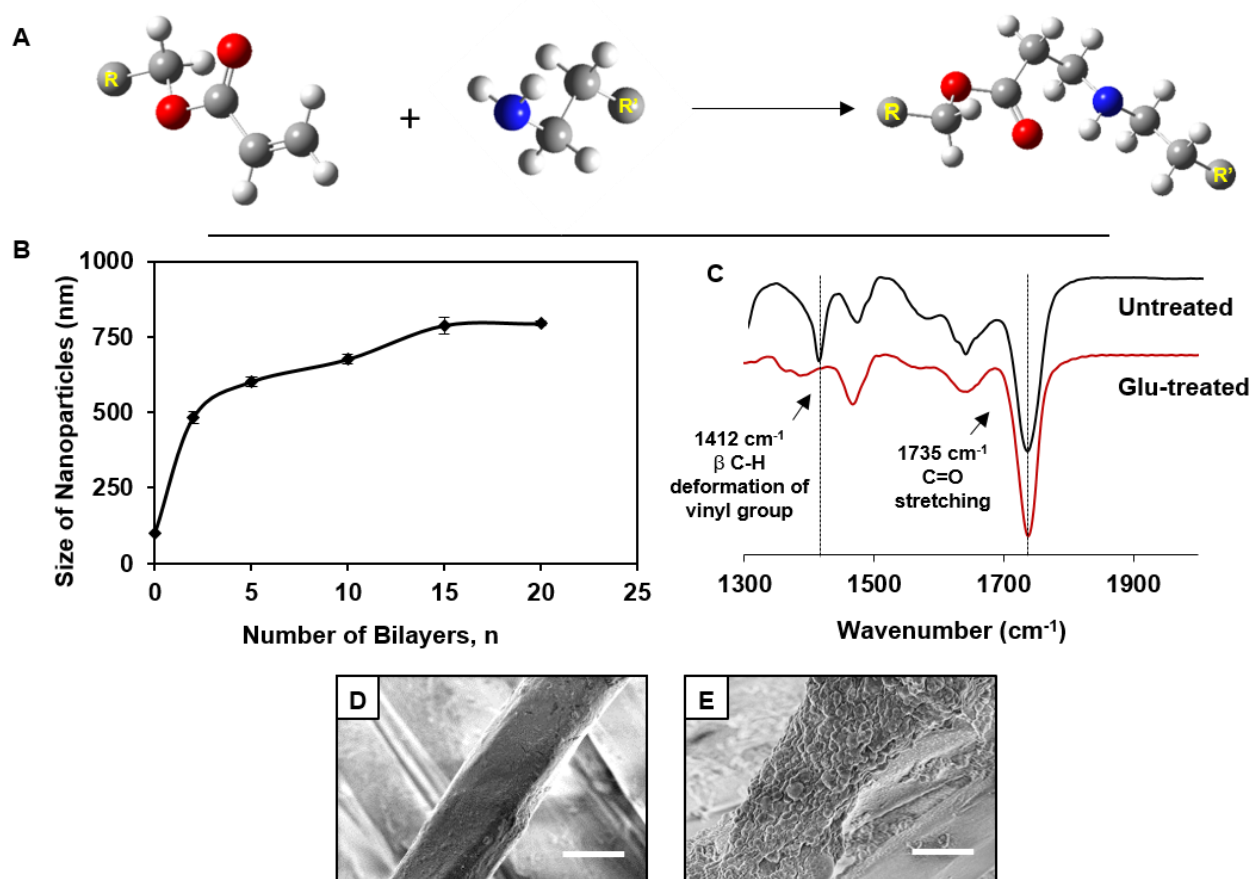 A
R
+
R'
R
R'
B
Size of Nanoparticles (nm)
1000
750
500
250
0
0 5 10 15 20 25
Number of Bilayers, n
C
Untreated
Glu-treated
1412 cm-1
β C-H
deformation of
vinyl group
1735 cm-1
C=O
stretching
1300 1500 1700 1900
Wavenumber (cm-1)
D
E